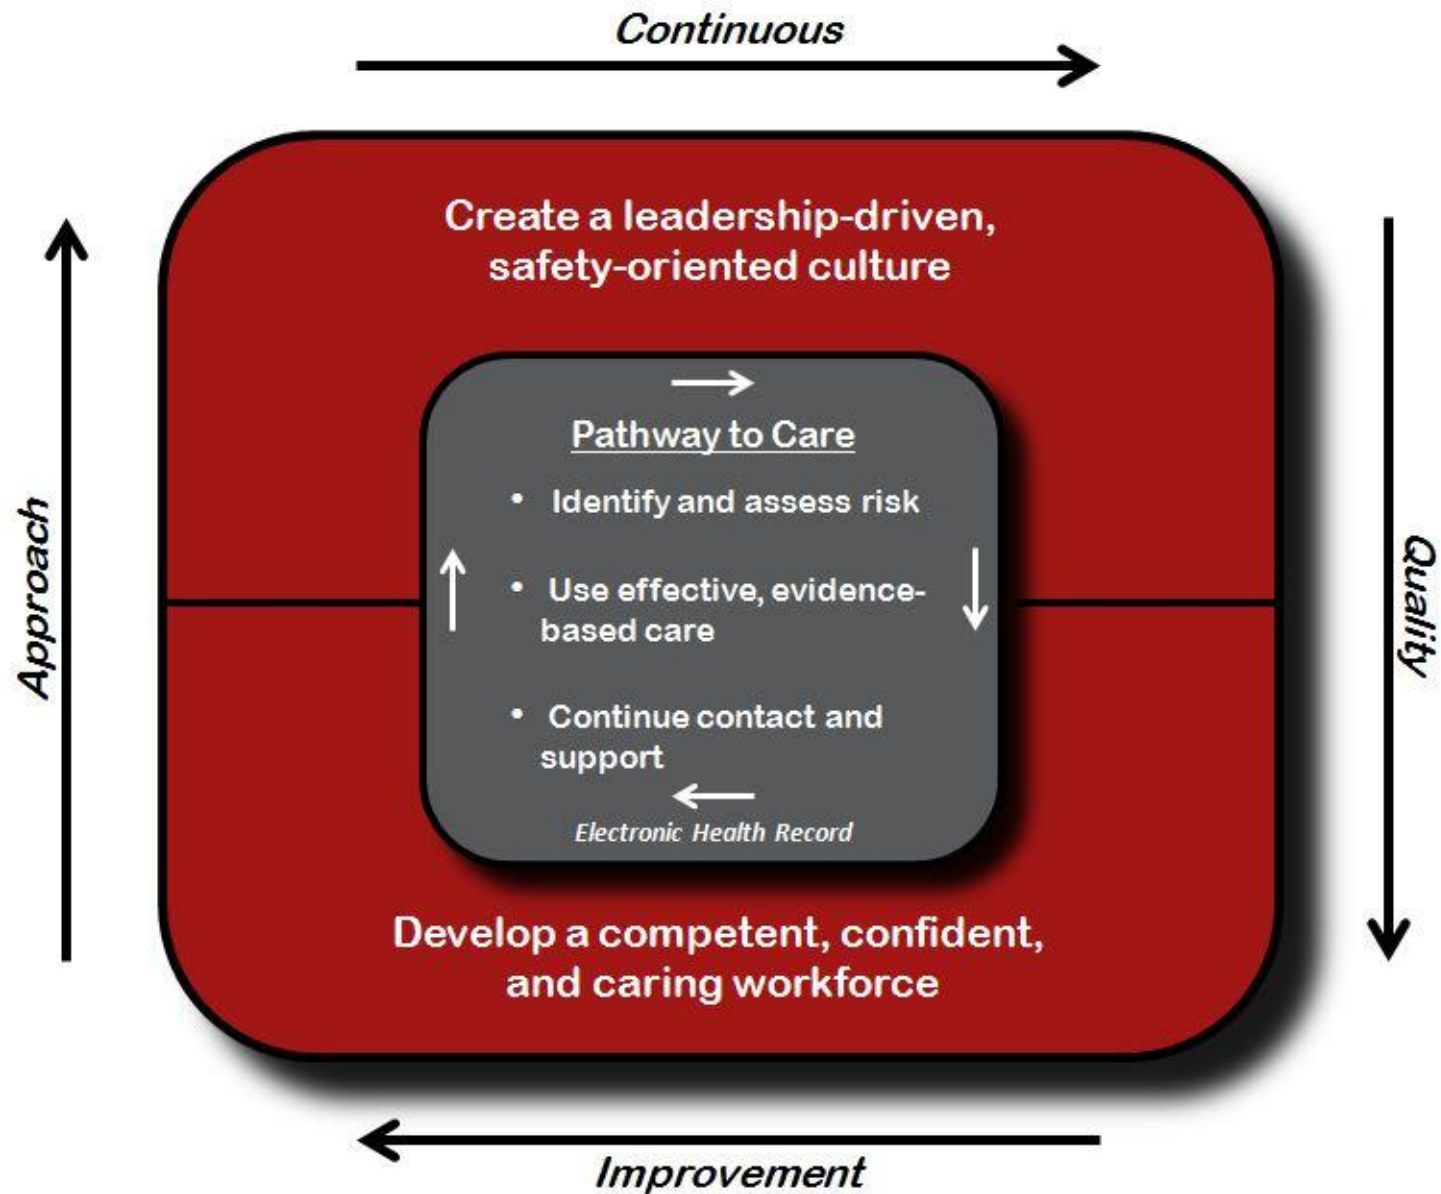 Continuous
Create a leadership-driven,
safety-oriented culture
Pathway to Care
• Identify and assess risk
• Use effective, evidence-
based care
• Continue contact and
support
Electronic Health Record
Develop a competent, confident,
and caring workforce
Approach
Quality
Improvement